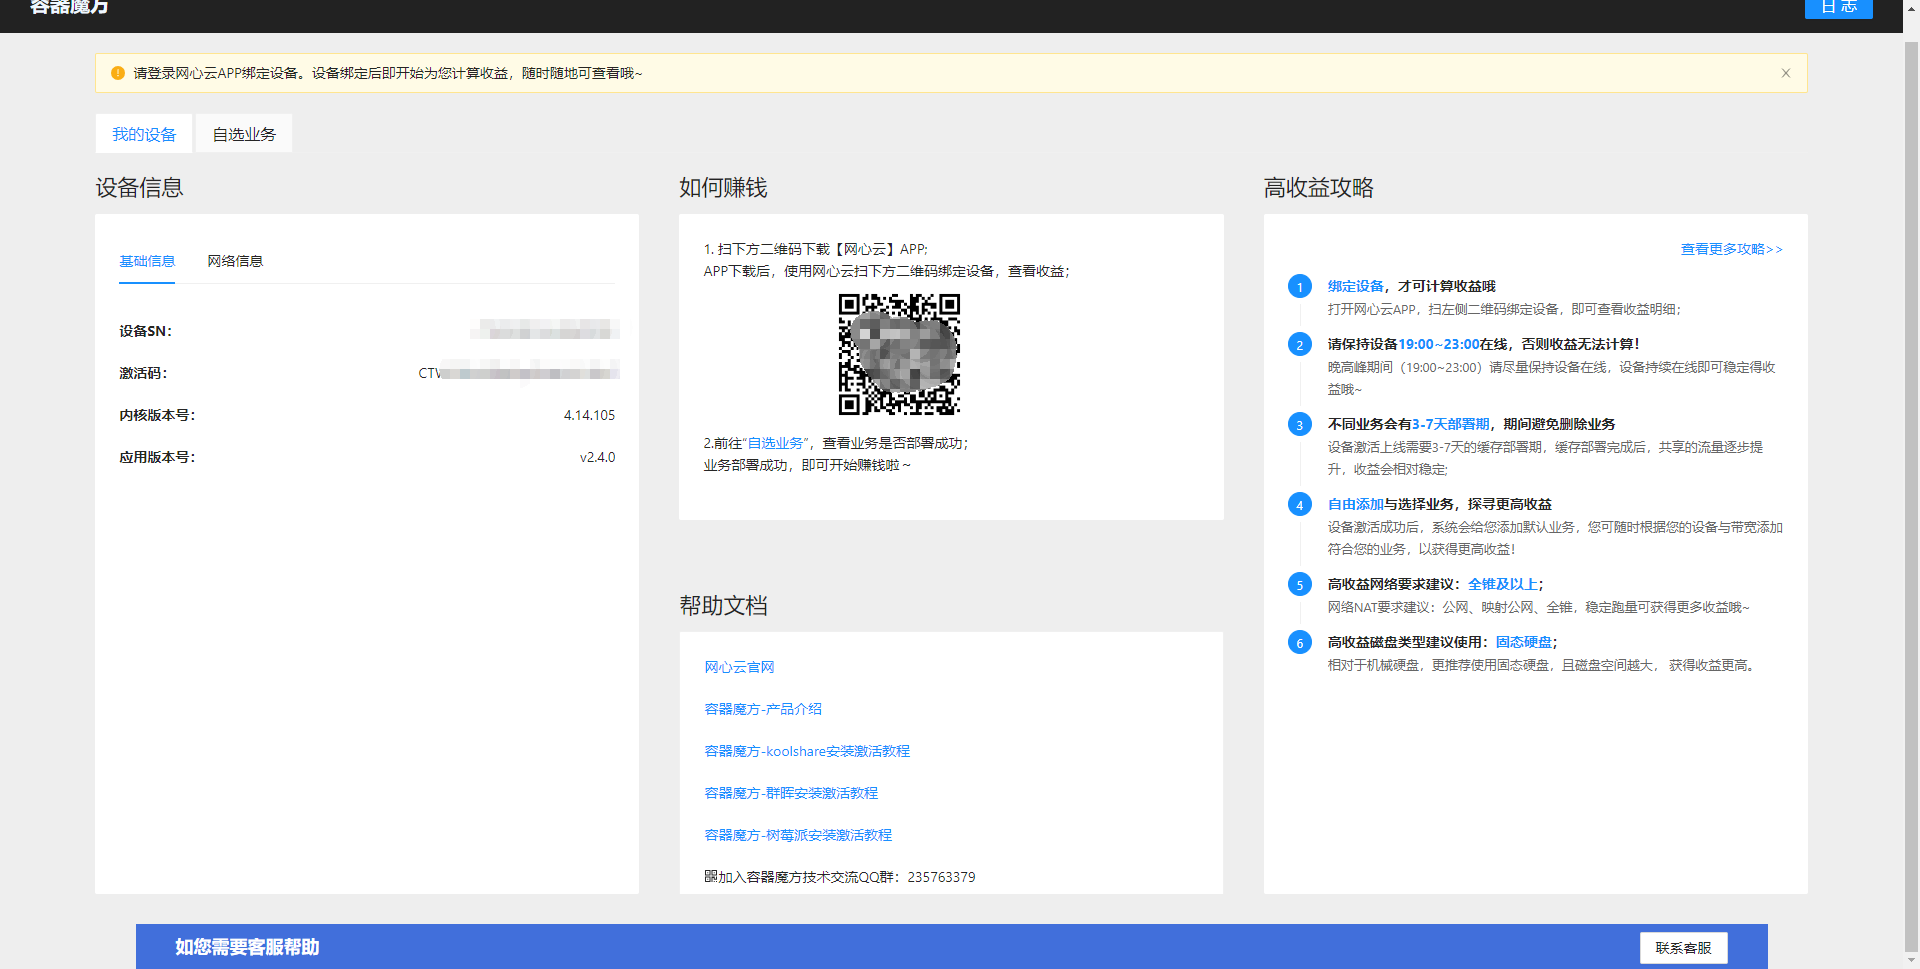 容器魔方
日志
请登录网心云APP绑定设备。设备绑定后即开始为您计算收益，随时随地可查看哦~
我的设备
自选业务
设备信息
基础信息
网络信息
设备SN：
激活码：
CTW
内核版本号：
4.14.105
应用版本号：
v2.4.0
如何赚钱
1. 扫下方二维码下载【网心云】APP;
APP下载后，使用网心云扫下方二维码绑定设备，查看收益；
2.前往“自选业务”，查看业务是否部署成功；
业务部署成功，即可开始赚钱啦～
帮助文档
网心云官网
容器魔方-产品介绍
容器魔方-koolshare安装激活教程
容器魔方-群晖安装激活教程
容器魔方-树莓派安装激活教程
加入容器魔方技术交流QQ群：235763379
高收益攻略
查看更多攻略>>
1
绑定设备，才可计算收益哦
打开网心云APP，扫左侧二维码绑定设备，即可查看收益明细；
2
请保持设备19:00~23:00在线，否则收益无法计算！
晚高峰期间（19:00~23:00）请尽量保持设备在线，设备持续在线即可稳定得收
益哦~
3
不同业务会有3-7天部署期，期间避免删除业务
设备激活上线需要3-7天的缓存部署期，缓存部署完成后，共享的流量逐步提
升，收益会相对稳定;
4
自由添加与选择业务，探寻更高收益
设备激活成功后，系统会给您添加默认业务，您可随时根据您的设备与带宽添加
符合您的业务，以获得更高收益！
5
高收益网络要求建议：全锥及以上；
网络NAT要求建议：公网、映射公网、全锥，稳定跑量可获得更多收益哦~
6
高收益磁盘类型建议使用：固态硬盘；
相对于机械硬盘，更推荐使用固态硬盘，且磁盘空间越大， 获得收益更高。
如您需要客服帮助
联系客服